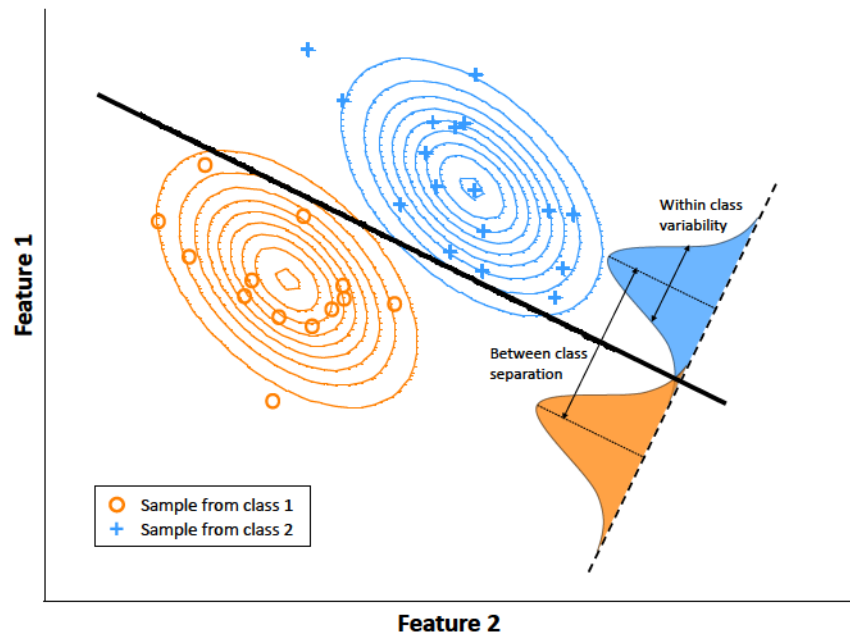 Feature 1
Within class
variability
Between class
separation
Sample from class 1
Sample from class 2
Feature 2